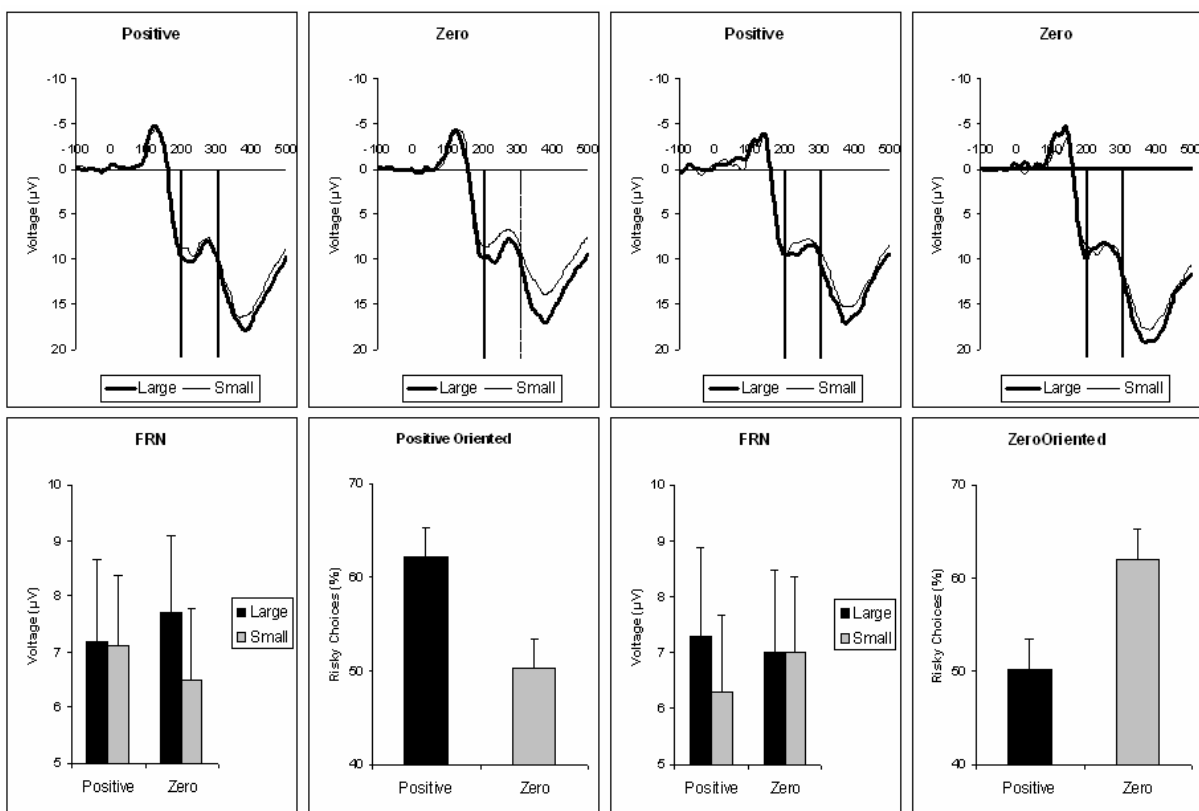 Positive
-10
-5
-100 0 100 200 300 400 500
0
5
10
15
20
Voltage (µV)
Large Small
Zero
-10
-5
-100 0 100 200 300 400 500
0
5
10
15
20
Voltage (µV)
Large Small
Positive
-10
-5
-100 0 100 200 300 400 500
0
5
10
15
20
Voltage (µV)
Large Small
Zero
-10
-5
-100 0 100 200 300 400 500
0
5
10
15
20
Voltage (µV)
Large Small
FRN
10
9
8
7
6
5
Voltage (µV)
Large
Small
Positive Zero
Positive Oriented
70
60
50
40
Risky Choices (%)
Positive Zero
FRN
10
9
8
7
6
5
Voltage (µV)
Large
Small
Positive Zero
ZeroOriented
70
60
50
40
Risky Choices (%)
Positive Zero